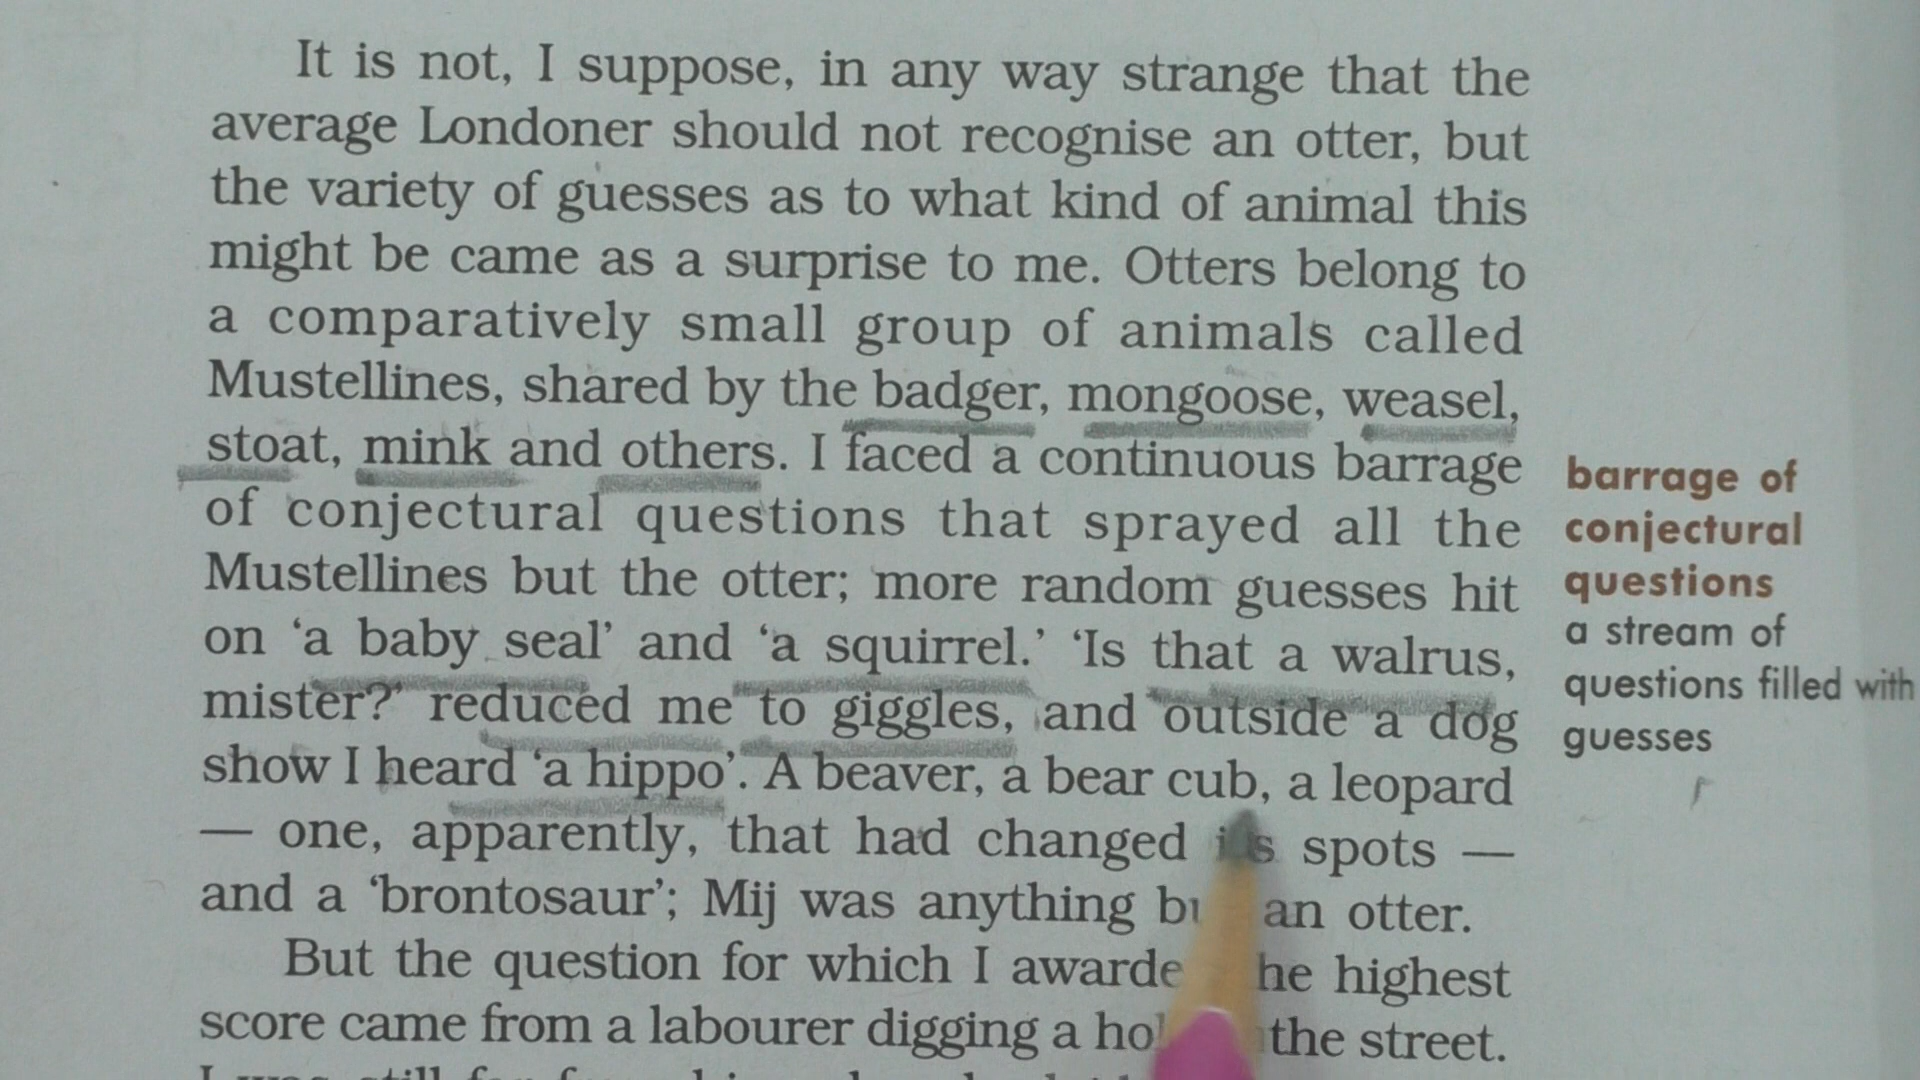 It is not, I suppose, in any way strange that the
average Londoner should not recognise an otter, but
the variety of guesses as to what kind of animal this
might be came as a surprise to me. Otters belong to
a comparatively small group of animals called
Mustellines, shared by the badger, mongoose, weasel,
stoat, mink and others. I faced a continuous barrage
of conjectural questions that sprayed all the
Mustellines but the otter; more random guesses hit
on ‘a baby seal’ and ‘a squirrel.’ ‘Is that a walrus,
mister?’ reduced me to giggles, and outside a dog
show I heard ‘a hippo’. A beaver, a bear cub, a leopard
— one, apparently, that had changed its spots —
and a ‘brontosaur’; Mij was anything but an otter.
But the question for which I awarded the highest
score came from a labourer digging a the street.
barrage of
conjectural
questions
a stream of
questions filled with
guesses